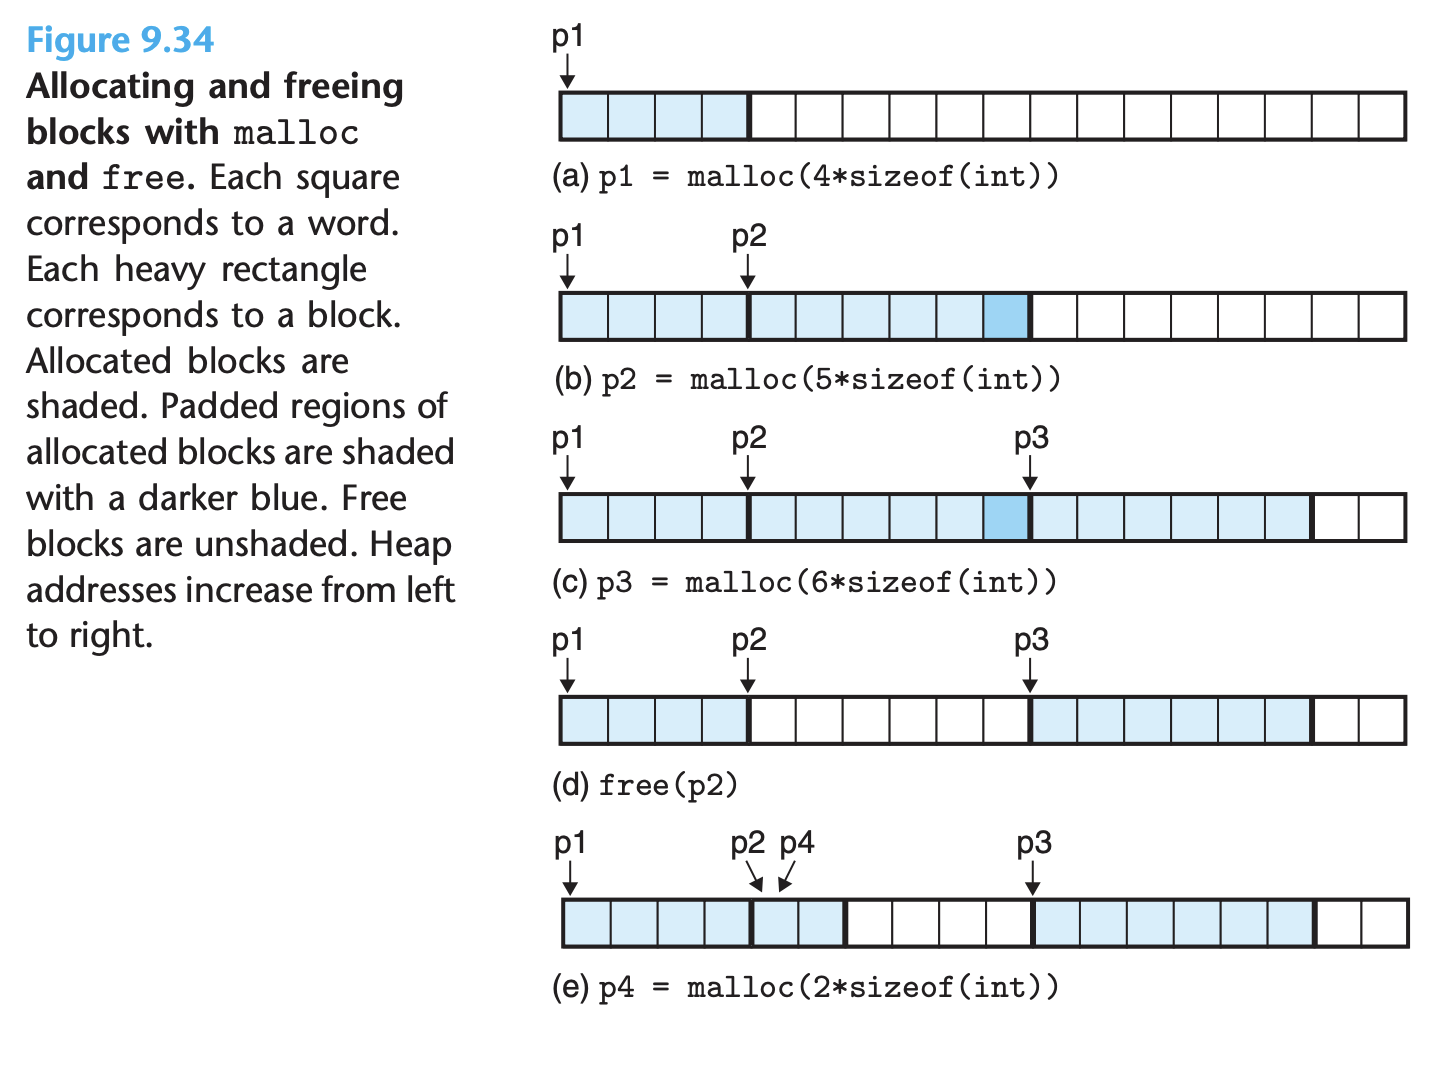 Figure 9.34
Allocating and freeing
blocks with malloc
and free. Each square
corresponds to a word.
Each heavy rectangle
corresponds to a block.
Allocated blocks are
shaded. Padded regions of
allocated blocks are shaded
with a darker blue. Free
blocks are unshaded. Heap
addresses increase from left
to right.
p1
(a) p1 = malloc(4*sizeof(int))
p1 p2
(b) p2 = malloc(5*sizeof(int))
p1 p2 p3
(c) p3 = malloc(6*sizeof(int))
p1 p2 p3
(d) free(p2)
p1 p2 p4 p3
(e) p4 = malloc(2*sizeof(int))